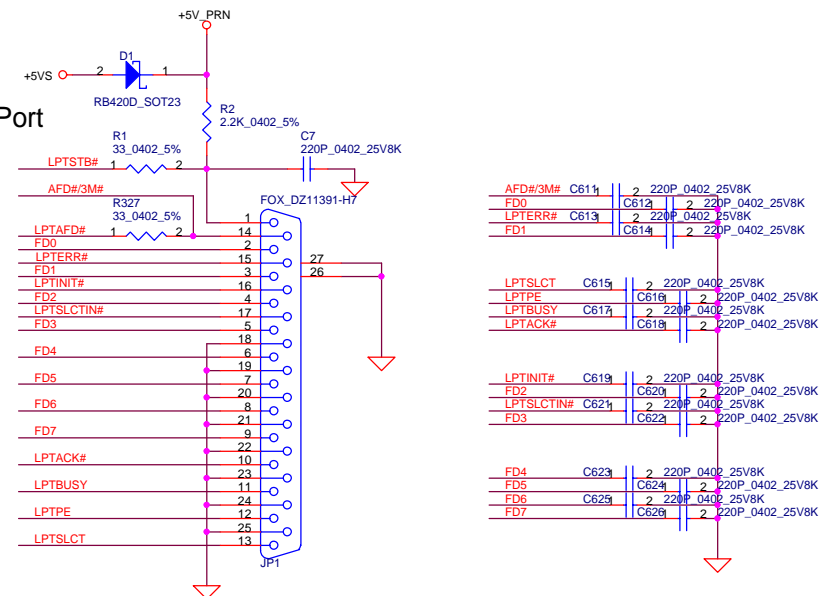 +5V_PRN
D1
+5VS 2 1
RB420D_SOT23
Port
R2
2.2K_0402_5%
R1
33_0402_5%
C7
220P_0402_25V8K
LPTSTB# 1 2
AFD#/3M#
R327
33_0402_5%
FOX_DZ11391-H7
1
LPTAFD# 1 2 14
FD0 2
LPTERR# 15 27
FD1 3 26
LPTINIT# 16
FD2 4
LPTSLCTIN# 17
FD3 5
18
FD4 6
19
FD5 7
20
FD6 8
21
FD7 9
22
LPTACK# 10
23
LPTBUSY 11
24
LPTPE 12
25
LPTSLCT 13
JP1
AFD#/3M# C611 1 2 220P_0402_25V8K
FD0 C612 1 2 220P_0402_25V8K
LPTERR# C613 1 2 220P_0402_25V8K
FD1 C614 1 2 220P_0402_25V8K
LPTSLCT C615 1 2 220P_0402_25V8K
LPTPE C616 1 2 220P_0402_25V8K
LPTBUSY C617 1 2 220P_0402_25V8K
LPTACK# C618 1 2 220P_0402_25V8K
LPTINIT# C619 1 2 220P_0402_25V8K
FD2 C620 1 2 220P_0402_25V8K
LPTSLCTIN# C621 1 2 220P_0402_25V8K
FD3 C622 1 2 220P_0402_25V8K
FD4 C623 1 2 220P_0402_25V8K
FD5 C624 1 2 220P_0402_25V8K
FD6 C625 1 2 220P_0402_25V8K
FD7 C626 1 2 220P_0402_25V8K